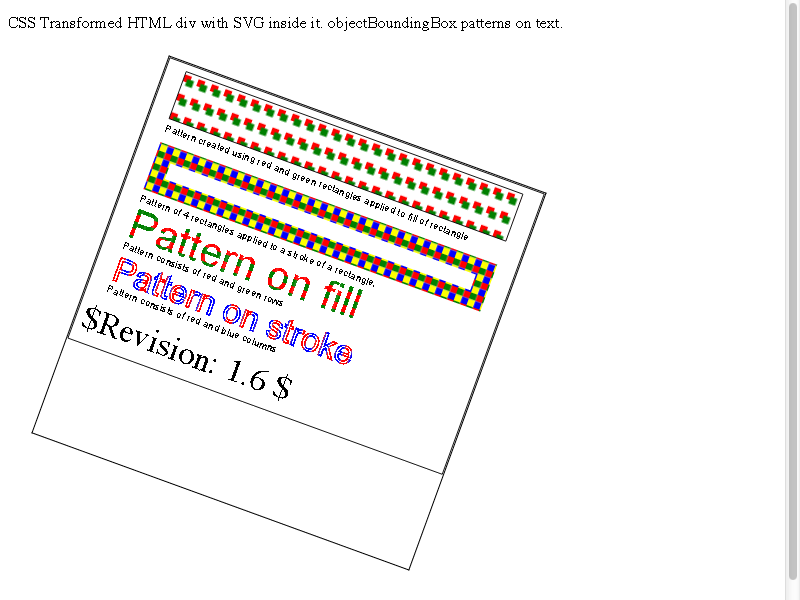 CSS Transformed HTML div with SVG inside it. objectBoundingBox patterns on text.
Pattern created using red and green rectangles applied to fill of rectangle
Pattern of 4 rectangles applied to a stroke of a rectangle.
Pattern on fill
Pattern consists of red and green rows
Pattern on stroke
Pattern consists of red and blue columns
$Revision: 1.6 $